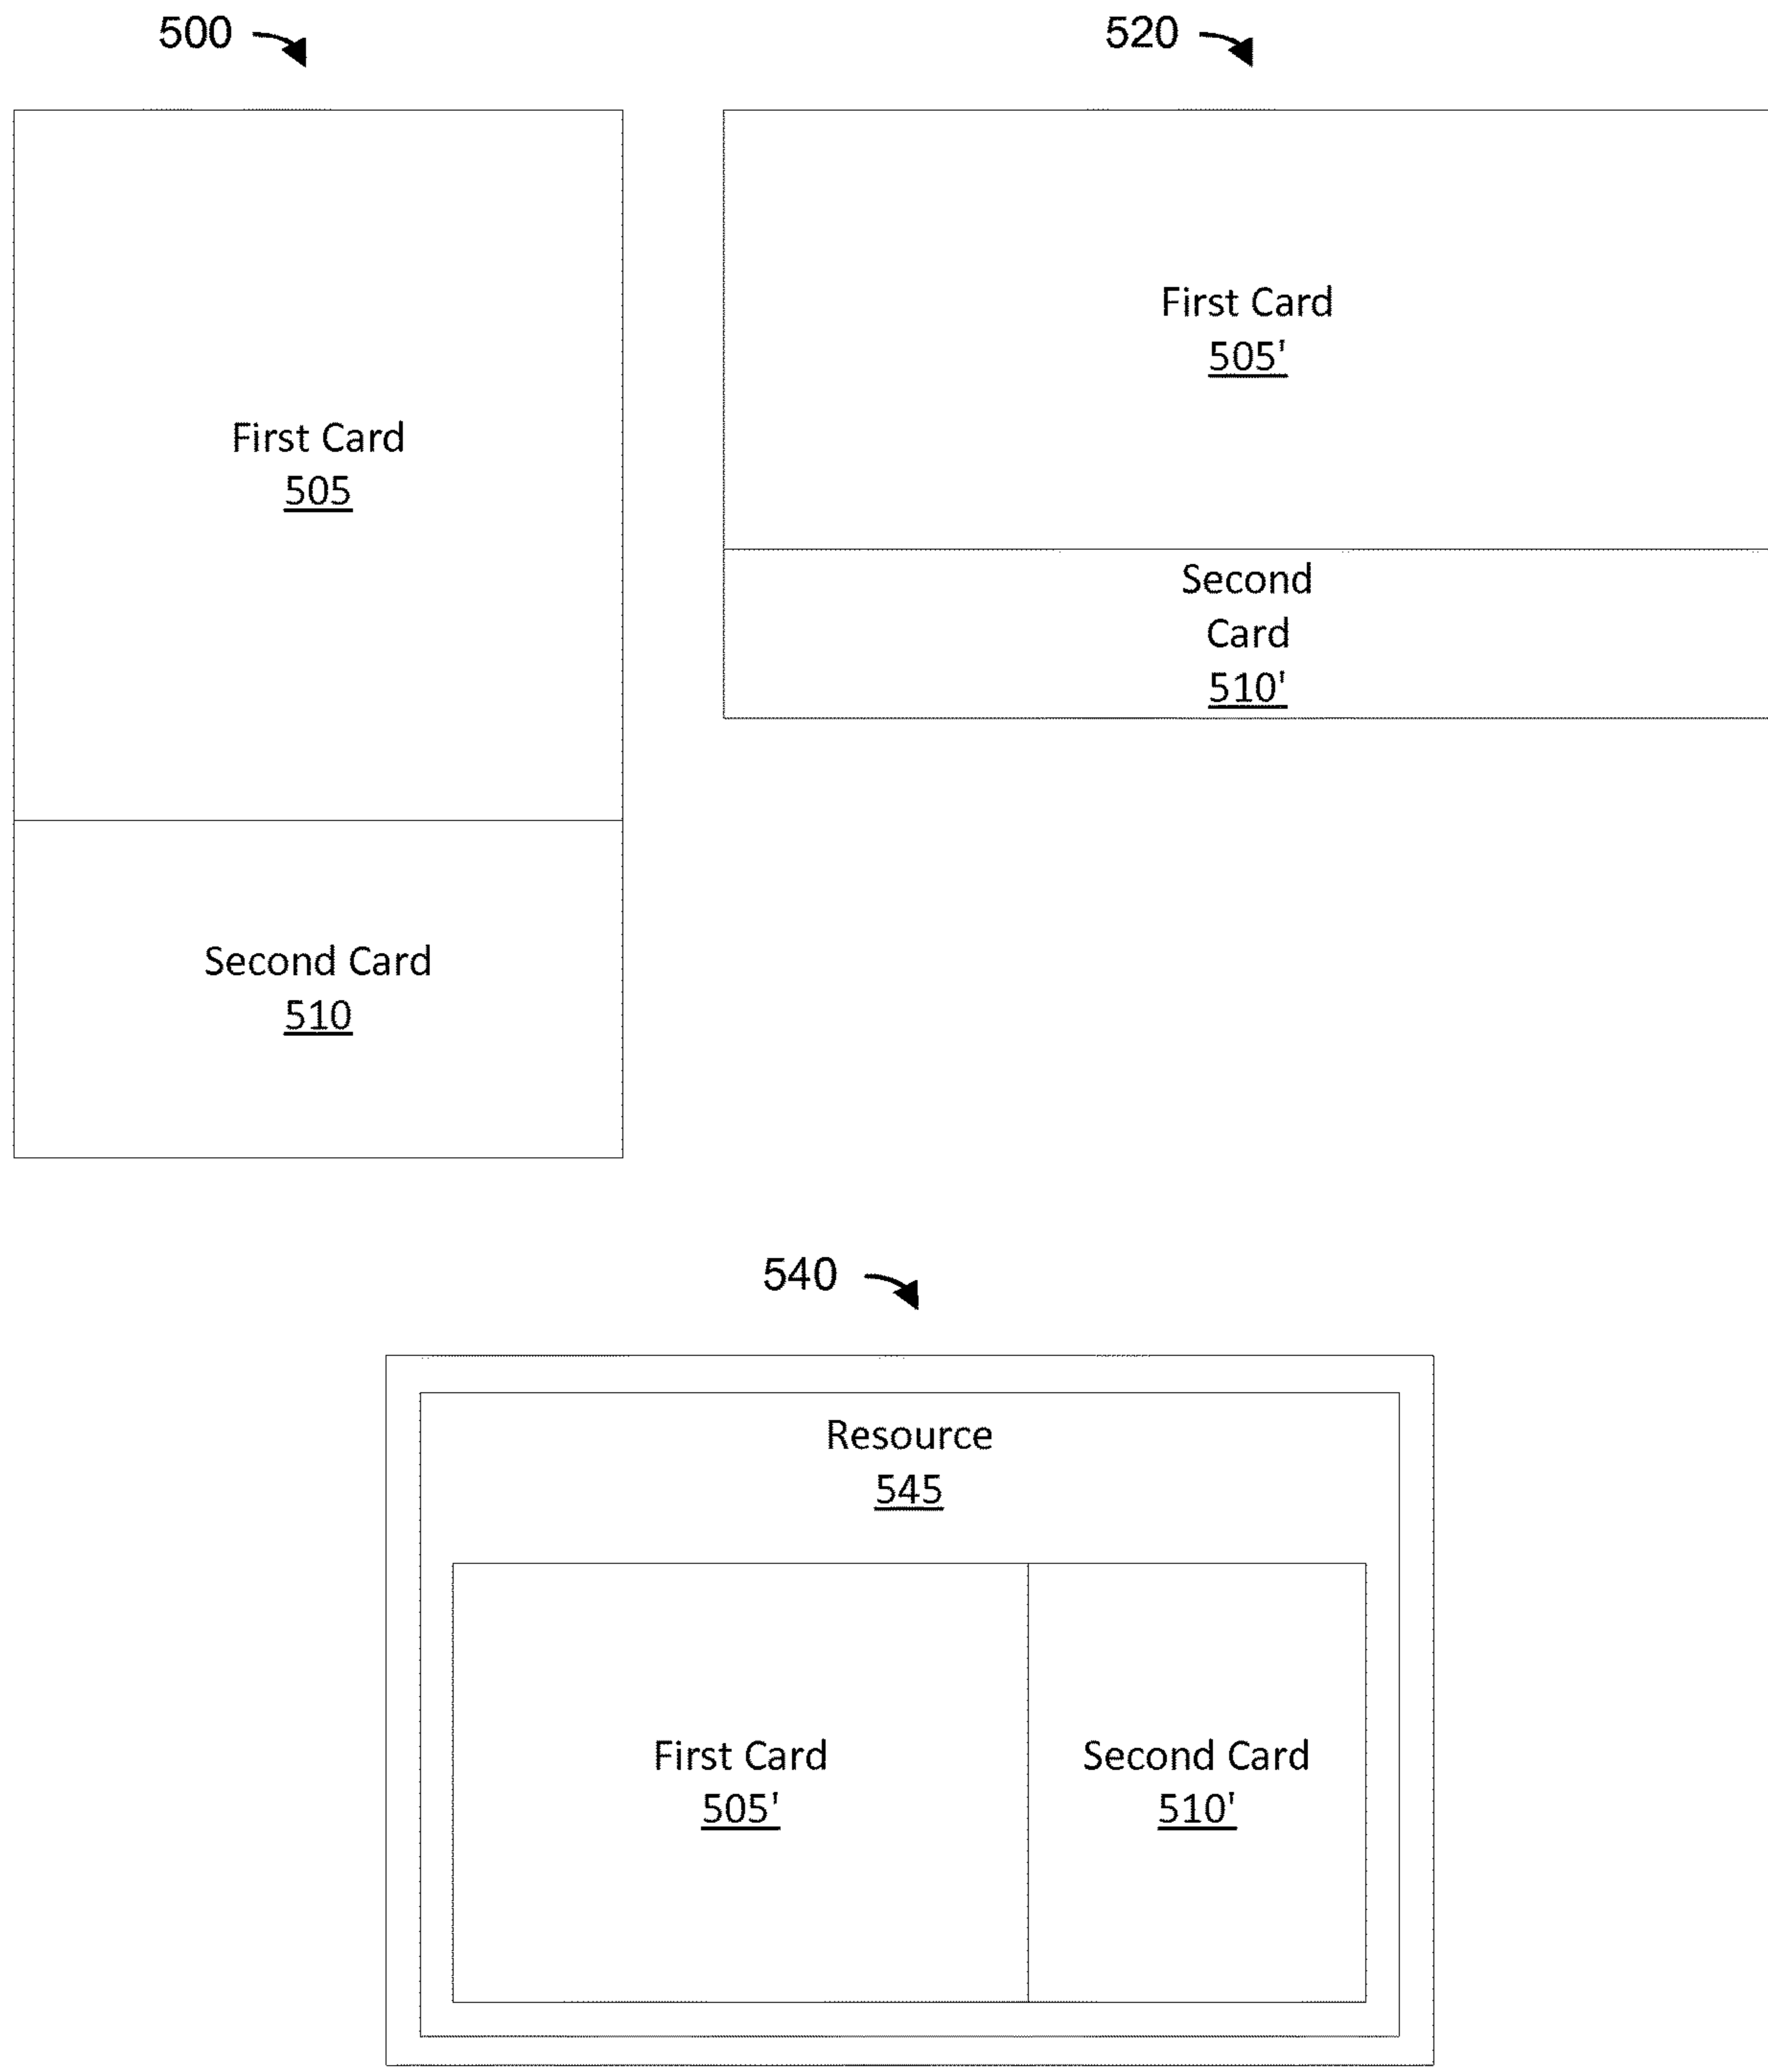 500
520
First Card
505
Second Card
510
First Card
505'
Second
Card
510'
540
Resource
545
First Card
505'
Second Card
510'